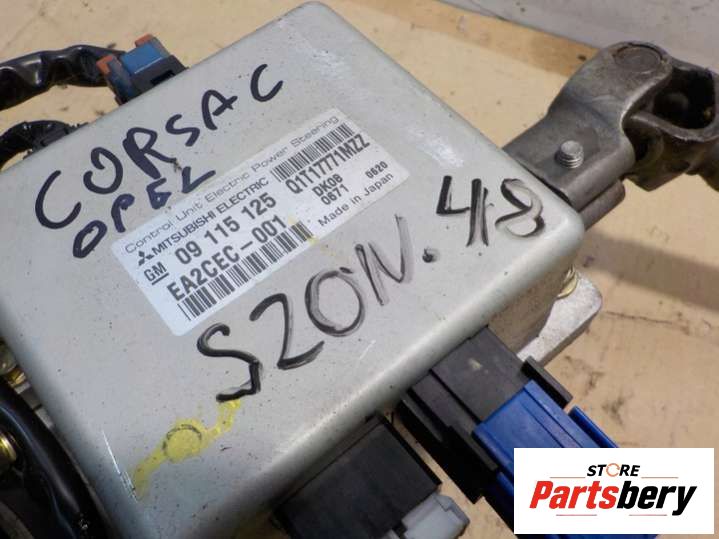 CORSA C
OPEL
Control Unit Electric Power Steering
MITSUBISHI ELECTRIC Q1T17771MZZ
GM 09 115 125 DK08
EA2CEC-001 0671 0620
Made in Japan
SZON. 48
STORE
Partsbery